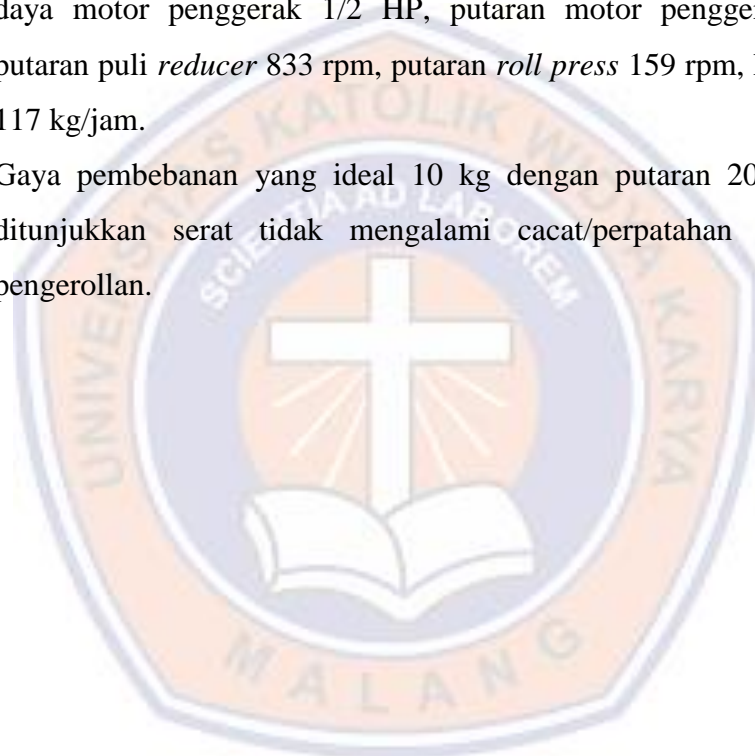 daya motor penggerak 1/2 HP, putaran motor
putaran puli reducer 833 rpm, putaran roll press 159 rpm,
117 kg/jam.
Gaya pembebanan yang ideal 10 kg dengan putaran
ditunjukkan serat tidak mengalami cacat/perpatahan
pengerollan.
UNIVERSITAS KATOLIK WIDYA KARYA
SCIENTIA AD LABOREM
MALANG